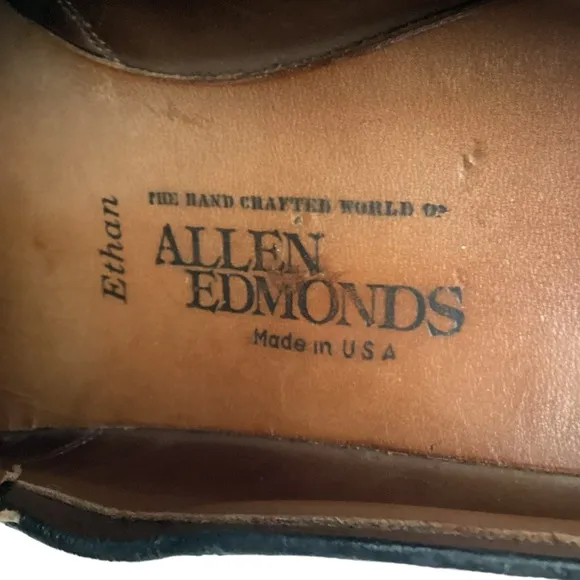 Ethan
THE HAND CRAFTED WORLD OF
ALLEN
EDMONDS
Made in USA